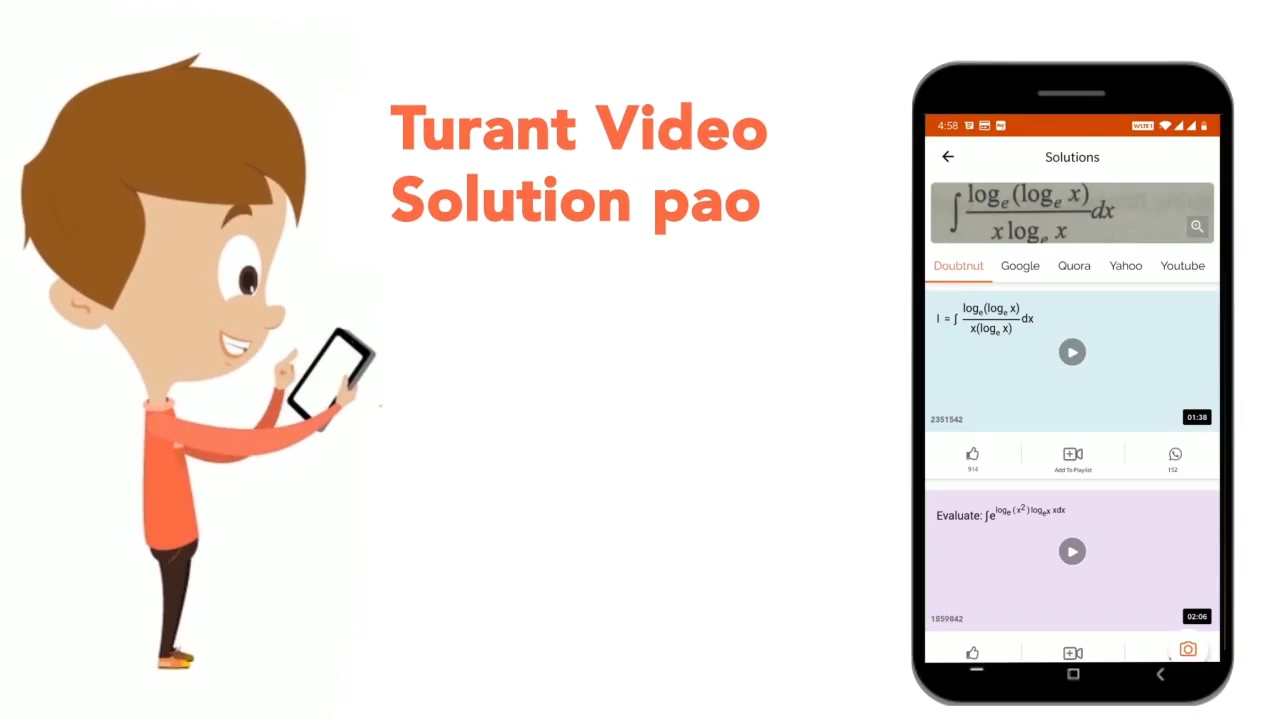 Turant Video
Solution pao
4:58
VoLTE1
Solutions
∫ logₑ(logₑ x) / x logₑ x dx
Doubtnut Google Quora Yahoo Youtube
I = ∫ logₑ(logₑ x) / x(logₑ x) dx
2351542 01:38
914 Add To Playlist 152
Evaluate: ∫e^logₑ(x²)logₑx xdx
1859842 02:06